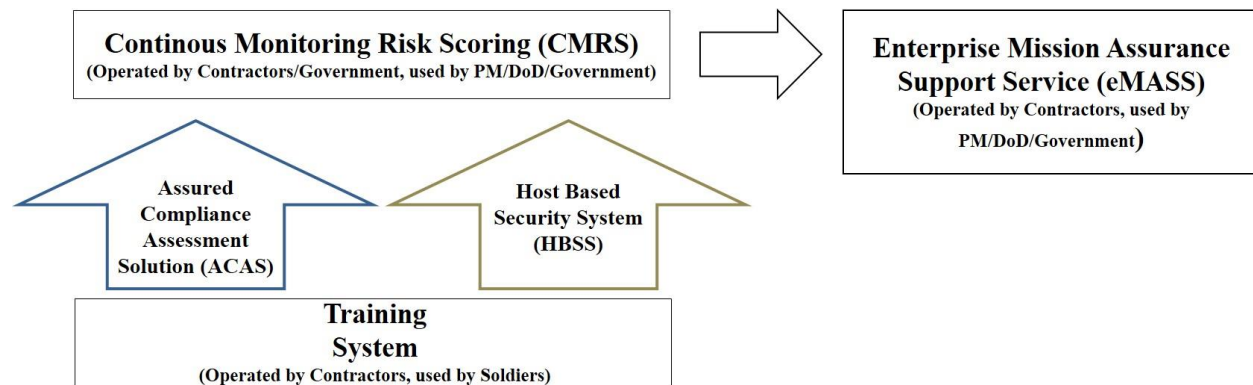 Continous Monitoring Risk Scoring (CMRS)
(Operated by Contractors/Government, used by PM/DoD/Government)
Enterprise Mission Assurance
Support Service (eMASS)
(Operated by Contractors, used by
PM/DoD/Government)
Assured
Compliance
Assessment
Solution (ACAS)
Host Based
Security System
(HBSS)
Training
System
(Operated by Contractors, used by Soldiers)